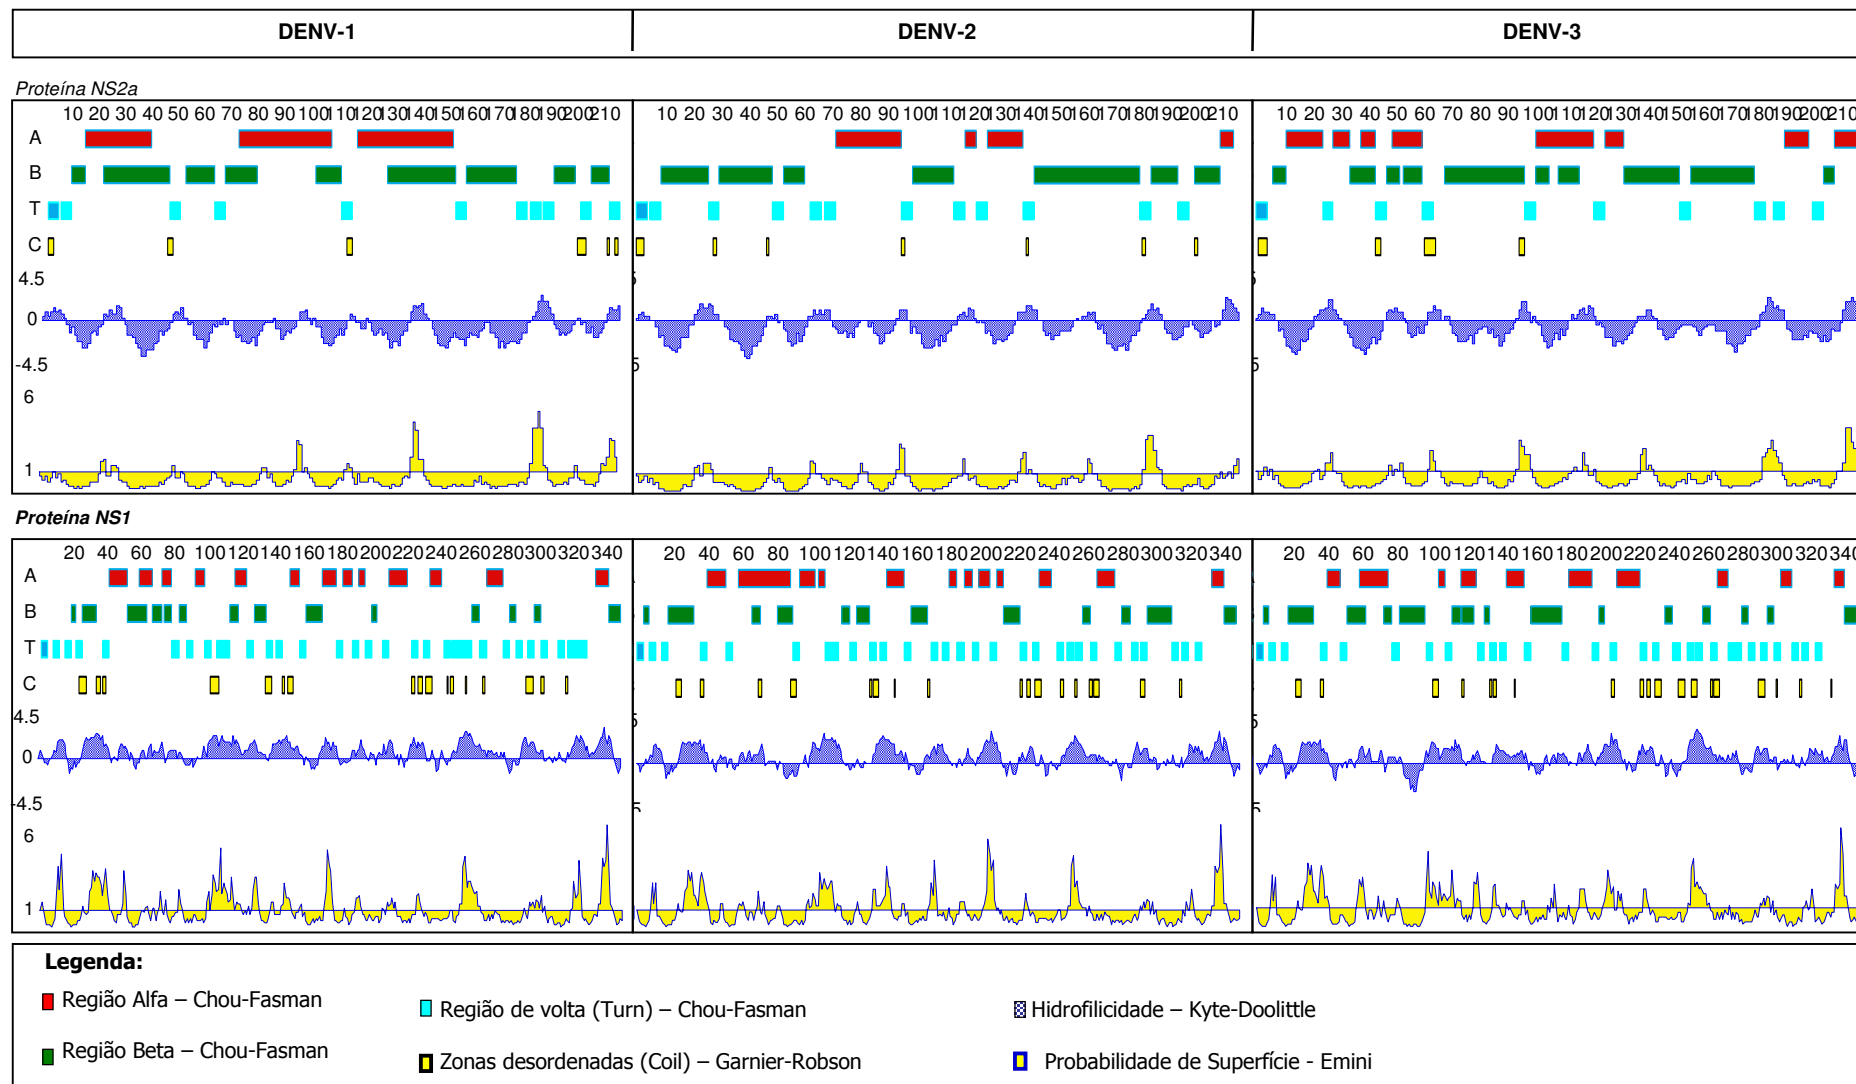 DENV-1 DENV-2 DENV-3
Proteína NS2a
10 20 30 40 50 60 70 80 90 100 110 120 130 140 150 160 170 180 190 200 210 10 20 30 40 50 60 70 80 90 100 110 120 130 140 150 160 170 180 190 200 210 10 20 30 40 50 60 70 80 90 100 110 120 130 140 150 160 170 180 190 200 210
A
B
T
C
4.5
0
-4.5
6
1
Proteína NS1
20 40 60 80 100 120 140 160 180 200 220 240 260 280 300 320 340 20 40 60 80 100 120 140 160 180 200 220 240 260 280 300 320 340 20 40 60 80 100 120 140 160 180 200 220 240 260 280 300 320 340
A
B
T
C
4.5
0
-4.5
6
1
Legenda:
Região Alfa – Chou-Fasman
Região de volta (Turn) – Chou-Fasman
Hidrofilicidade – Kyte-Doolittle
Região Beta – Chou-Fasman
Zonas desordenadas (Coil) – Garnier-Robson
Probabilidade de Superfície - Emini